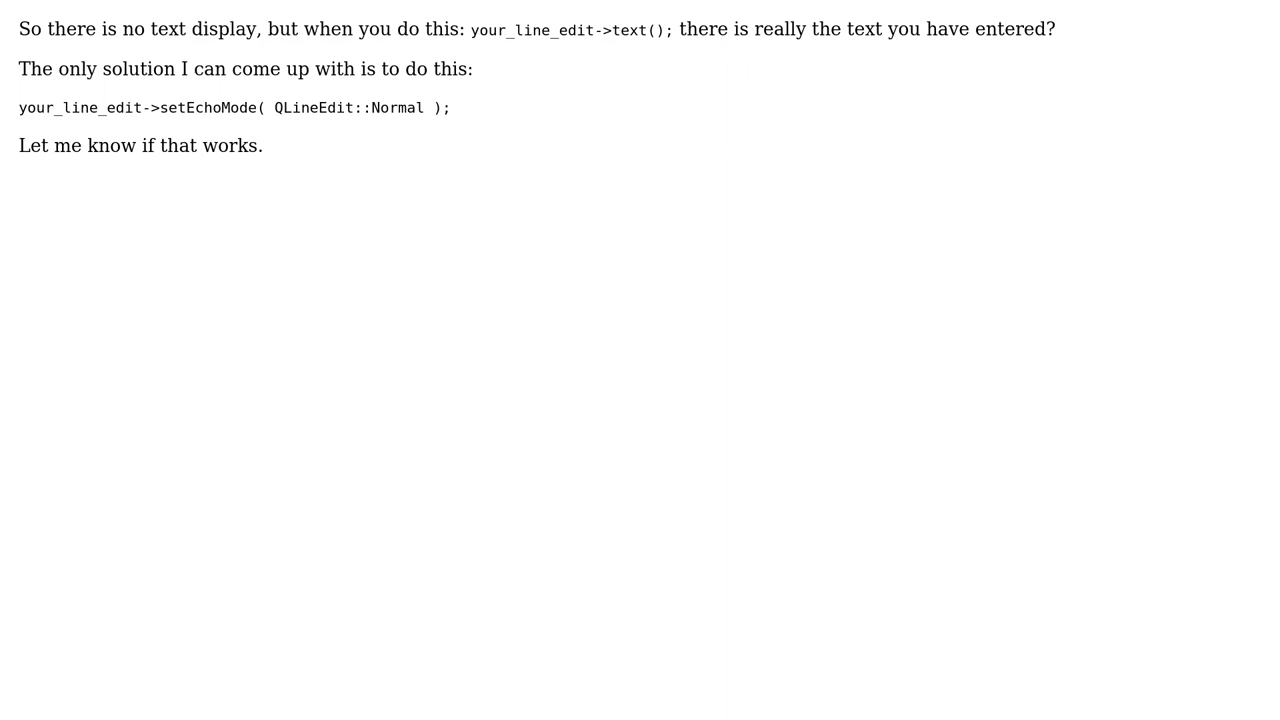 So there is no text display, but when you do this: your_line_edit->text(); there is really the text you have entered?
The only solution I can come up with is to do this:
your_line_edit->setEchoMode( QLineEdit::Normal );
Let me know if that works.